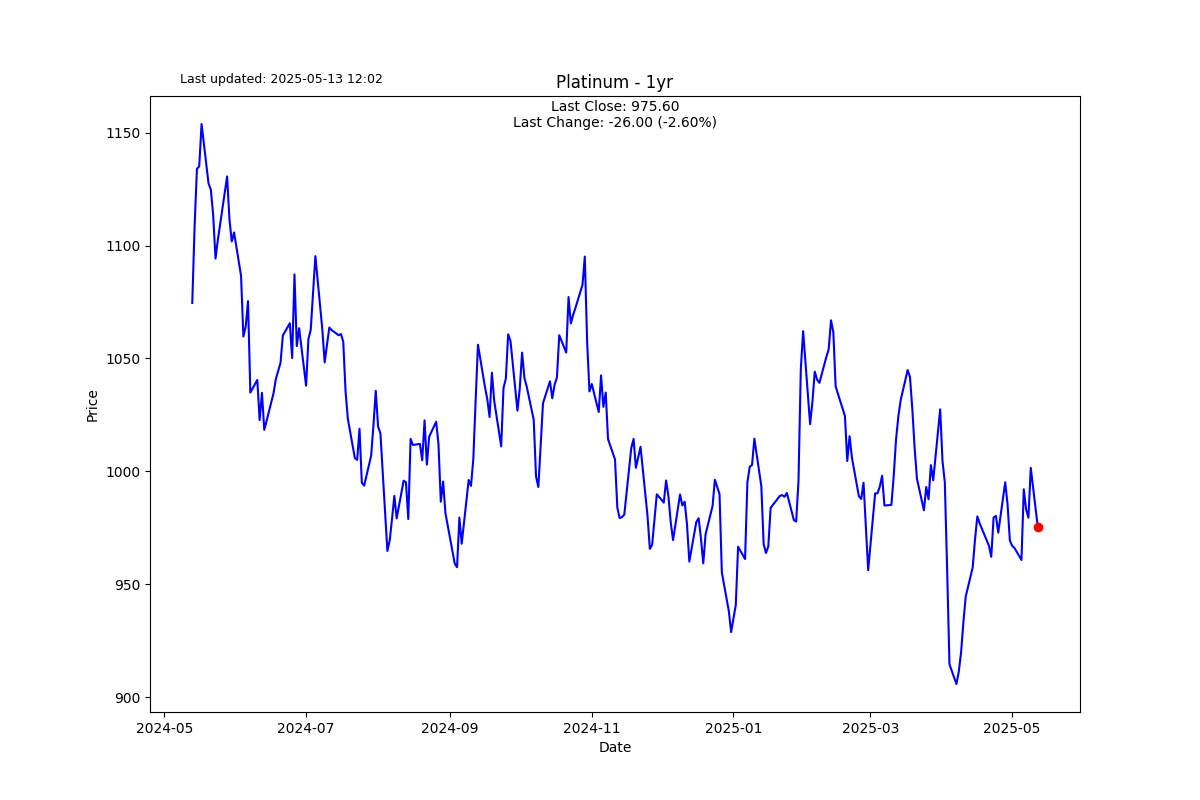 Last updated: 2025-05-13 12:02
Platinum - 1yr
Last Close: 975.60
Last Change: -26.00 (-2.60%)
1150
1100
1050
1000
950
900
Price
2024-05
2024-07
2024-09
2024-11
2025-01
2025-03
2025-05
Date